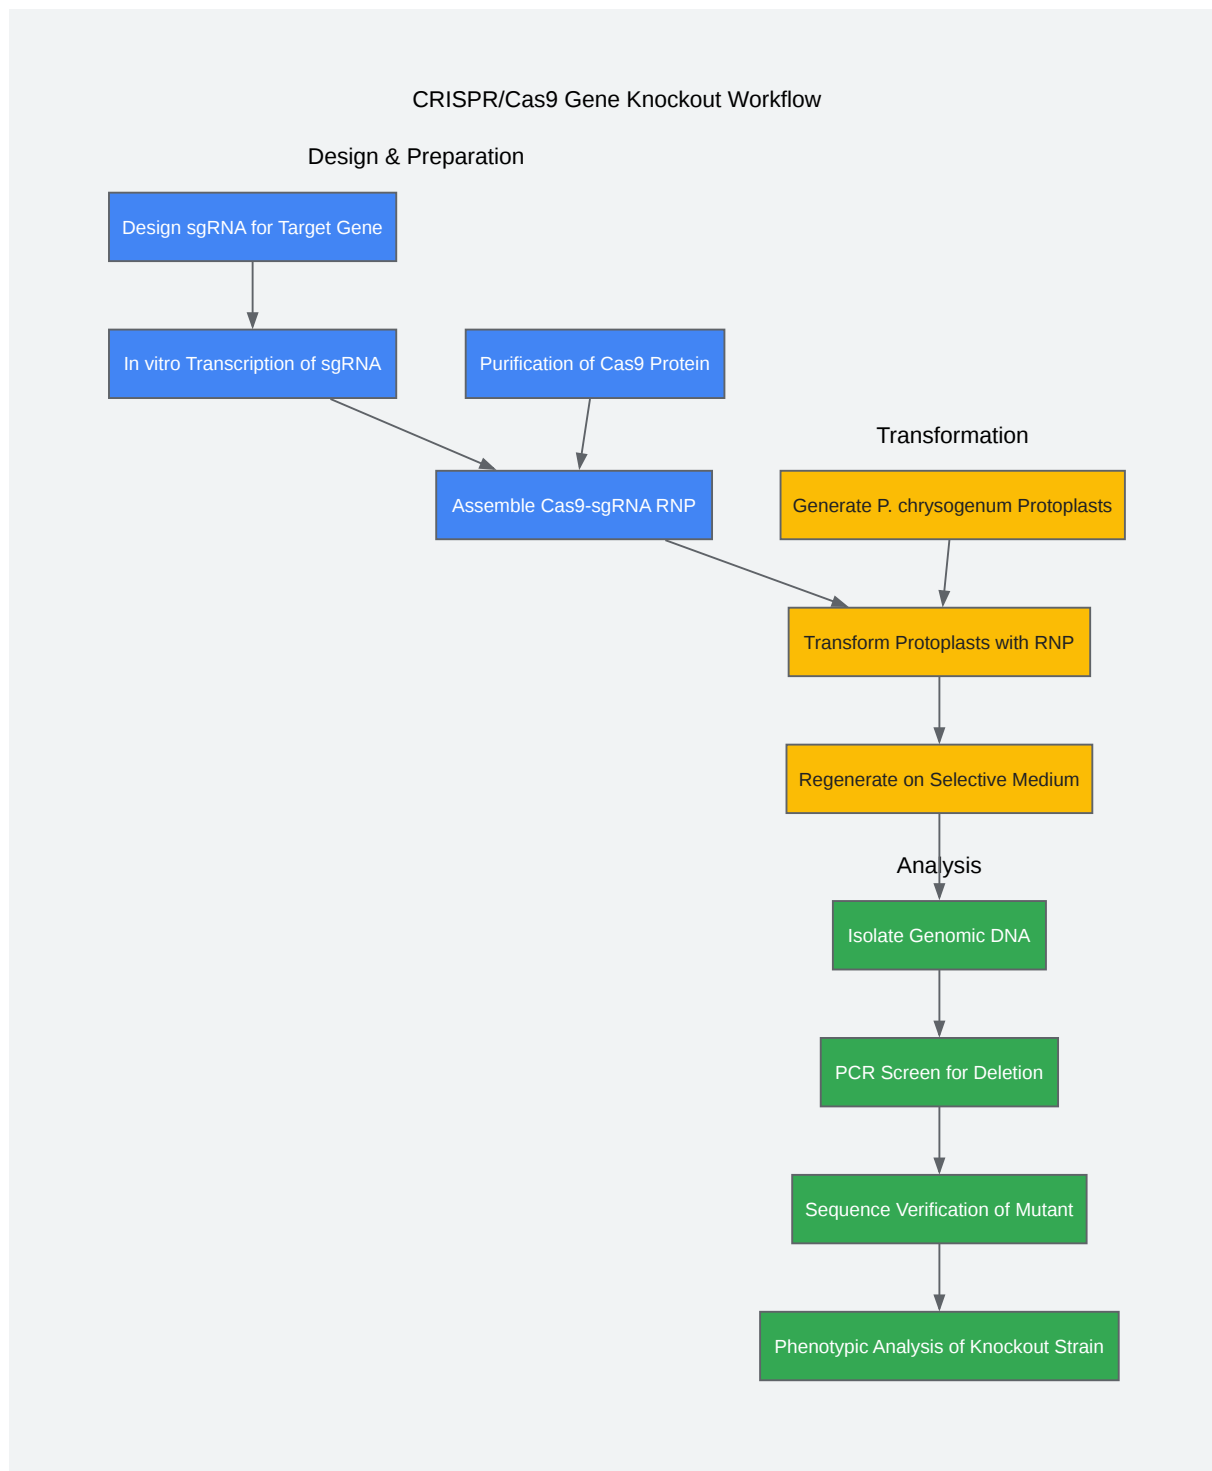 CRISPR/Cas9 Gene Knockout Workflow
Design & Preparation
Design sgRNA for Target Gene
In vitro Transcription of sgRNA
Purification of Cas9 Protein
Assemble Cas9-sgRNA RNP
Transformation
Generate P. chrysogenum Protoplasts
Transform Protoplasts with RNP
Regenerate on Selective Medium
Analysis
Isolate Genomic DNA
PCR Screen for Deletion
Sequence Verification of Mutant
Phenotypic Analysis of Knockout Strain